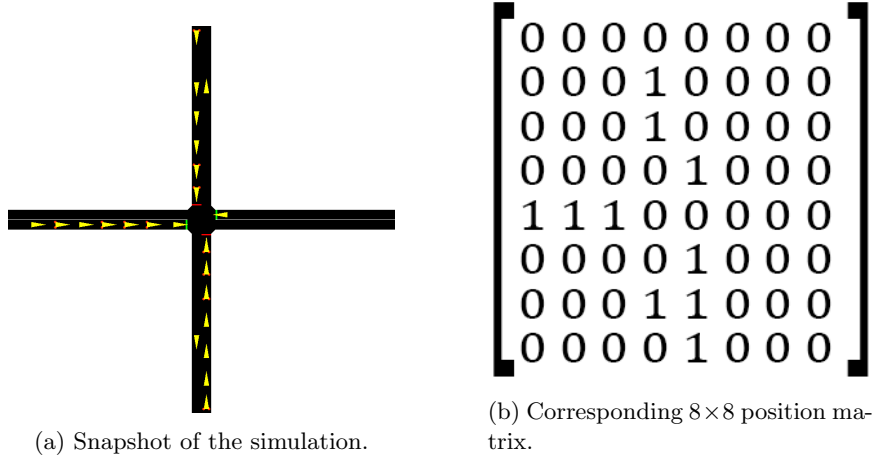 0 0 0 0 0 0 0 0
0 0 0 1 0 0 0 0
0 0 0 1 0 0 0 0
0 0 0 0 1 0 0 0
1 1 1 0 0 0 0 0
0 0 0 0 1 0 0 0
0 0 0 1 1 0 0 0
0 0 0 0 1 0 0 0
(a) Snapshot of the simulation.
(b) Corresponding 8×8 position ma-
trix.